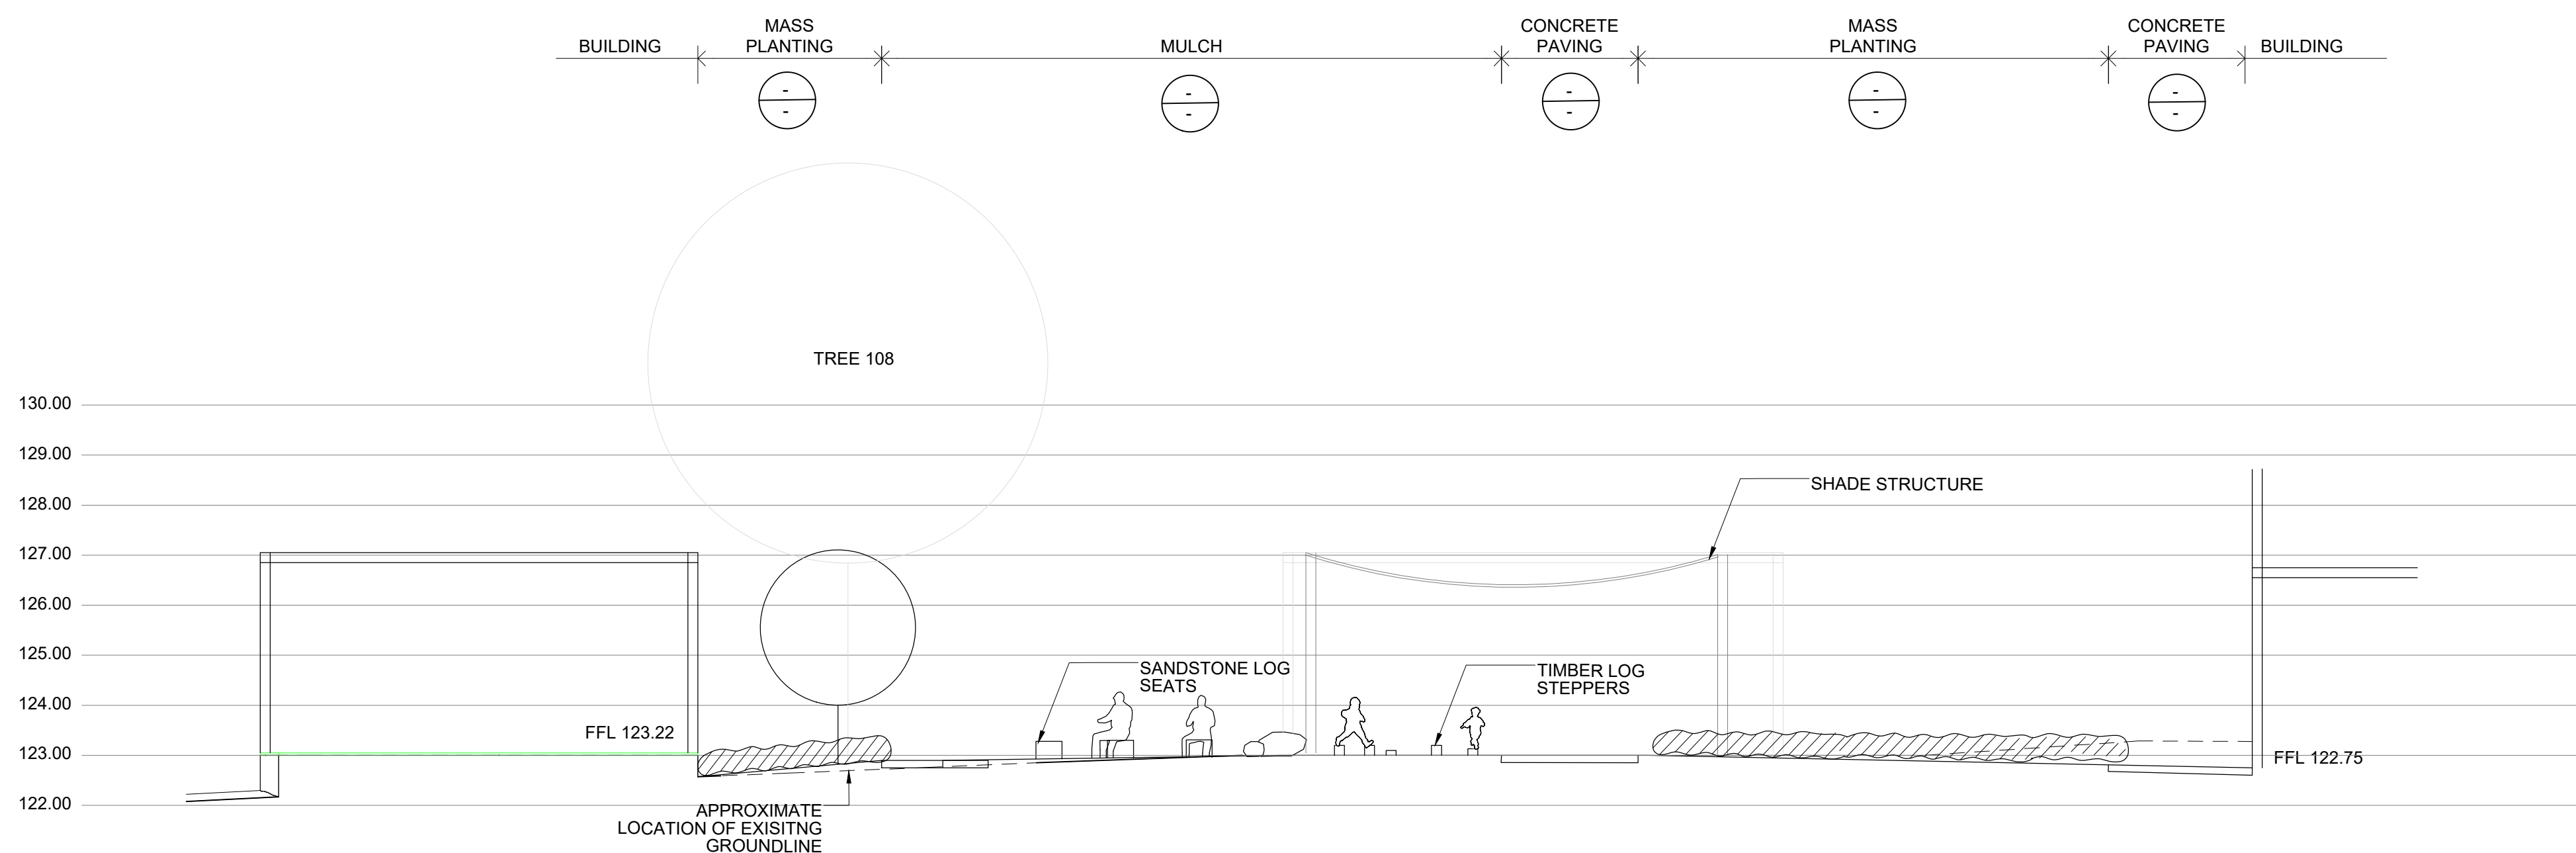 MASS
PLANTING
CONCRETE
PAVING
MASS
PLANTING
CONCRETE
PAVING
BUILDING
MULCH
BUILDING
-
-
-
-
-
-
-
-
-
-
TREE 108
130.00
129.00
128.00
127.00
126.00
125.00
124.00
123.00
122.00
SHADE STRUCTURE
SANDSTONE LOG
SEATS
TIMBER LOG
STEPPERS
FFL 123.22
FFL 122.75
APPROXIMATE
LOCATION OF EXISITNG
GROUNDLINE